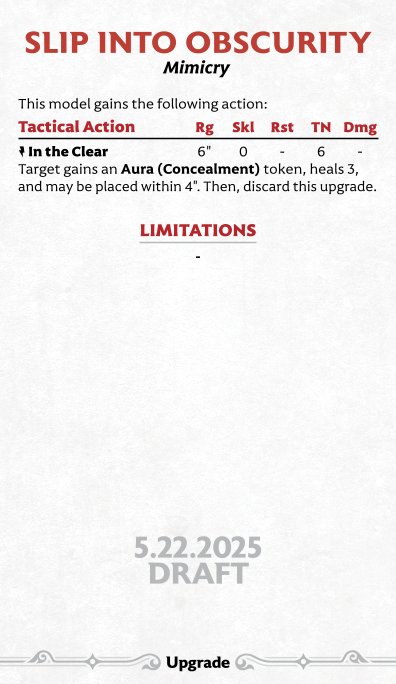 SLIP INTO OBSCURITY
Mimicry
This model gains the following action:
Tactical Action Rg Skl Rst TN Dmg
In the Clear 6" 0 - 6 -
Target gains an Aura (Concealment) token, heals 3,
and may be placed within 4". Then, discard this upgrade.
LIMITATIONS
-
5.22.2025
DRAFT
Upgrade